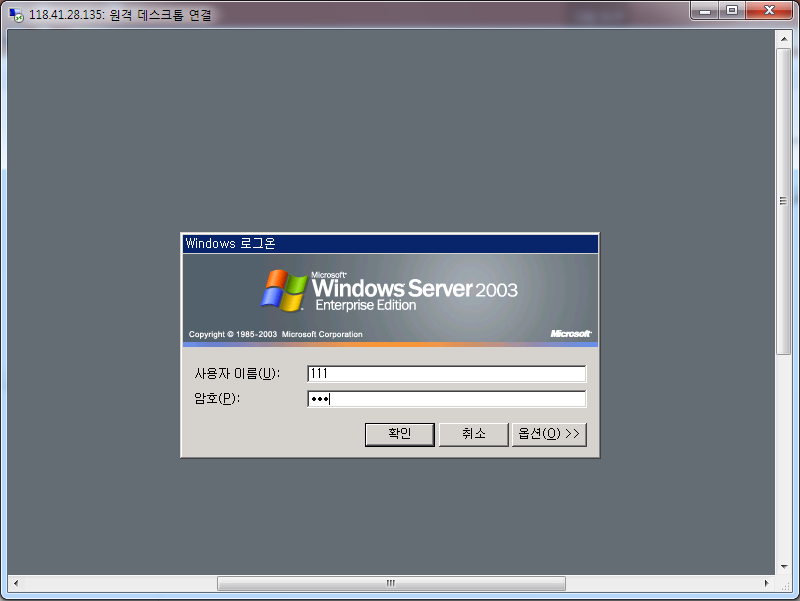 118.41.28.135: 원격 데스크톱 연결
Windows 로그온
Microsoft
Windows Server 2003
Enterprise Edition
Copyright © 1985-2003 Microsoft Corporation
Microsoft
사용자 이름(U): 111
암호(P): •••
확인 취소 옵션(O) >>